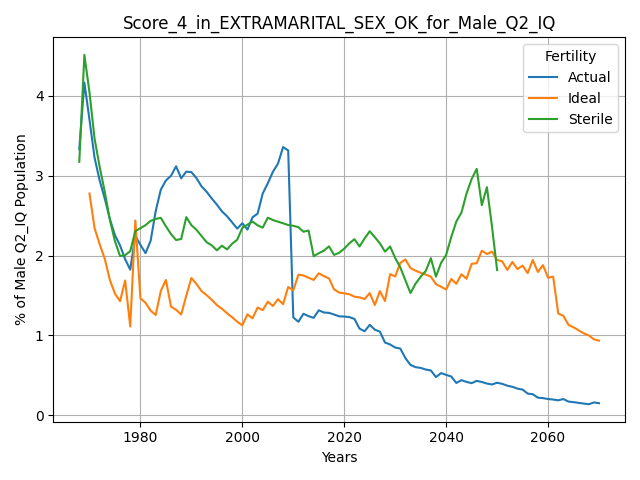 Score_4_in_EXTRAMARITAL_SEX_OK_for_Male_Q2_IQ
Fertility
Actual
Ideal
Sterile
% of Male Q2_IQ Population
4
3
2
1
0
1980 2000 2020 2040 2060
Years